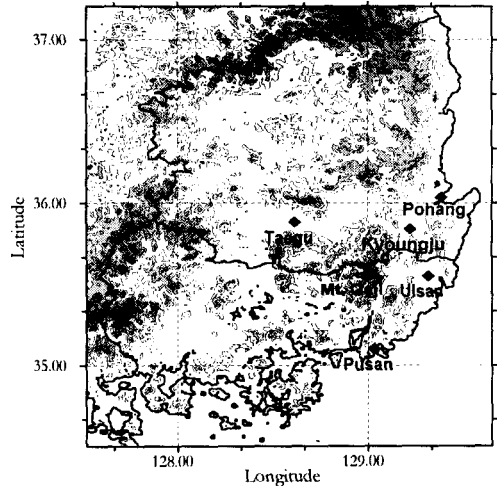 37.00
36.00
Pohang
Taegu
Kyoungju
Latitude
Ulsan
35.00
Pusan
128.00
129.00
Longitude